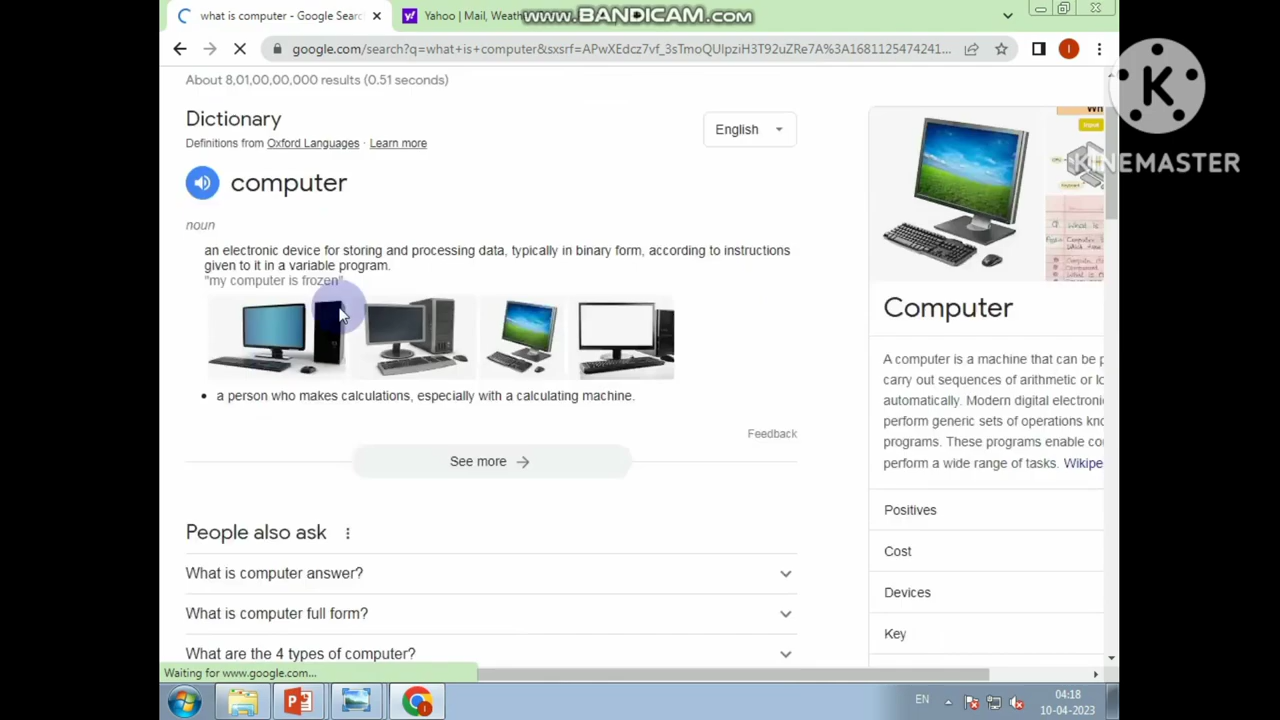 what is computer - Google Sear
Yahoo | Mail, Weath
www.BANDICAM.com
google.com/search?q=what+is+computer&sxsrf=APwXEdcz7vf_3sTmoQUIpziH3T92uZRe7A%3A1681125474241...
KINEMASTER
About 8,01,00,00,000 results (0.51 seconds)
Dictionary
English
Definitions from Oxford Languages · Learn more
computer
noun
an electronic device for storing and processing data, typically in binary form, according to instructions
given to it in a variable program.
"my computer is frozen"
a person who makes calculations, especially with a calculating machine.
Feedback
See more
People also ask
What is computer answer?
What is computer full form?
What are the 4 types of computer?
Computer
A computer is a machine that can be p
carry out sequences of arithmetic or lo
automatically. Modern digital electroni
perform generic sets of operations kno
programs. These programs enable co
perform a wide range of tasks. Wikipe
Positives
Cost
Devices
Key
Waiting for www.google.com...
EN
04:18
10-04-2023